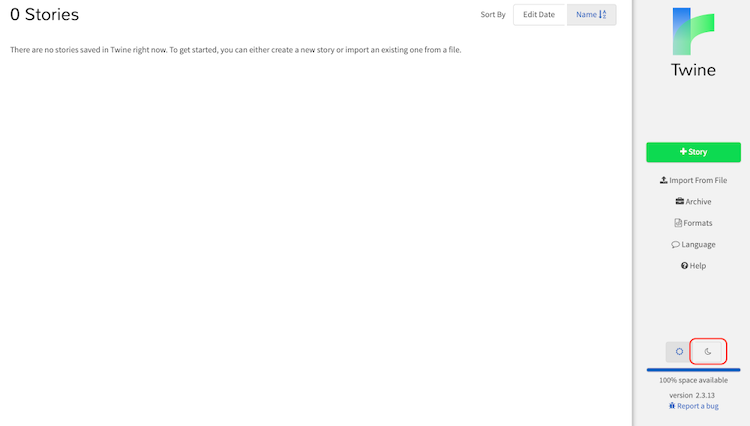 0 Stories
Sort By Edit Date Name
There are no stories saved in Twine right now. To get started, you can either create a new story or import an existing one from a file.
Twine
+ Story
Import From File
Archive
Formats
Language
Help
100% space available
version 2.3.13
Report a bug